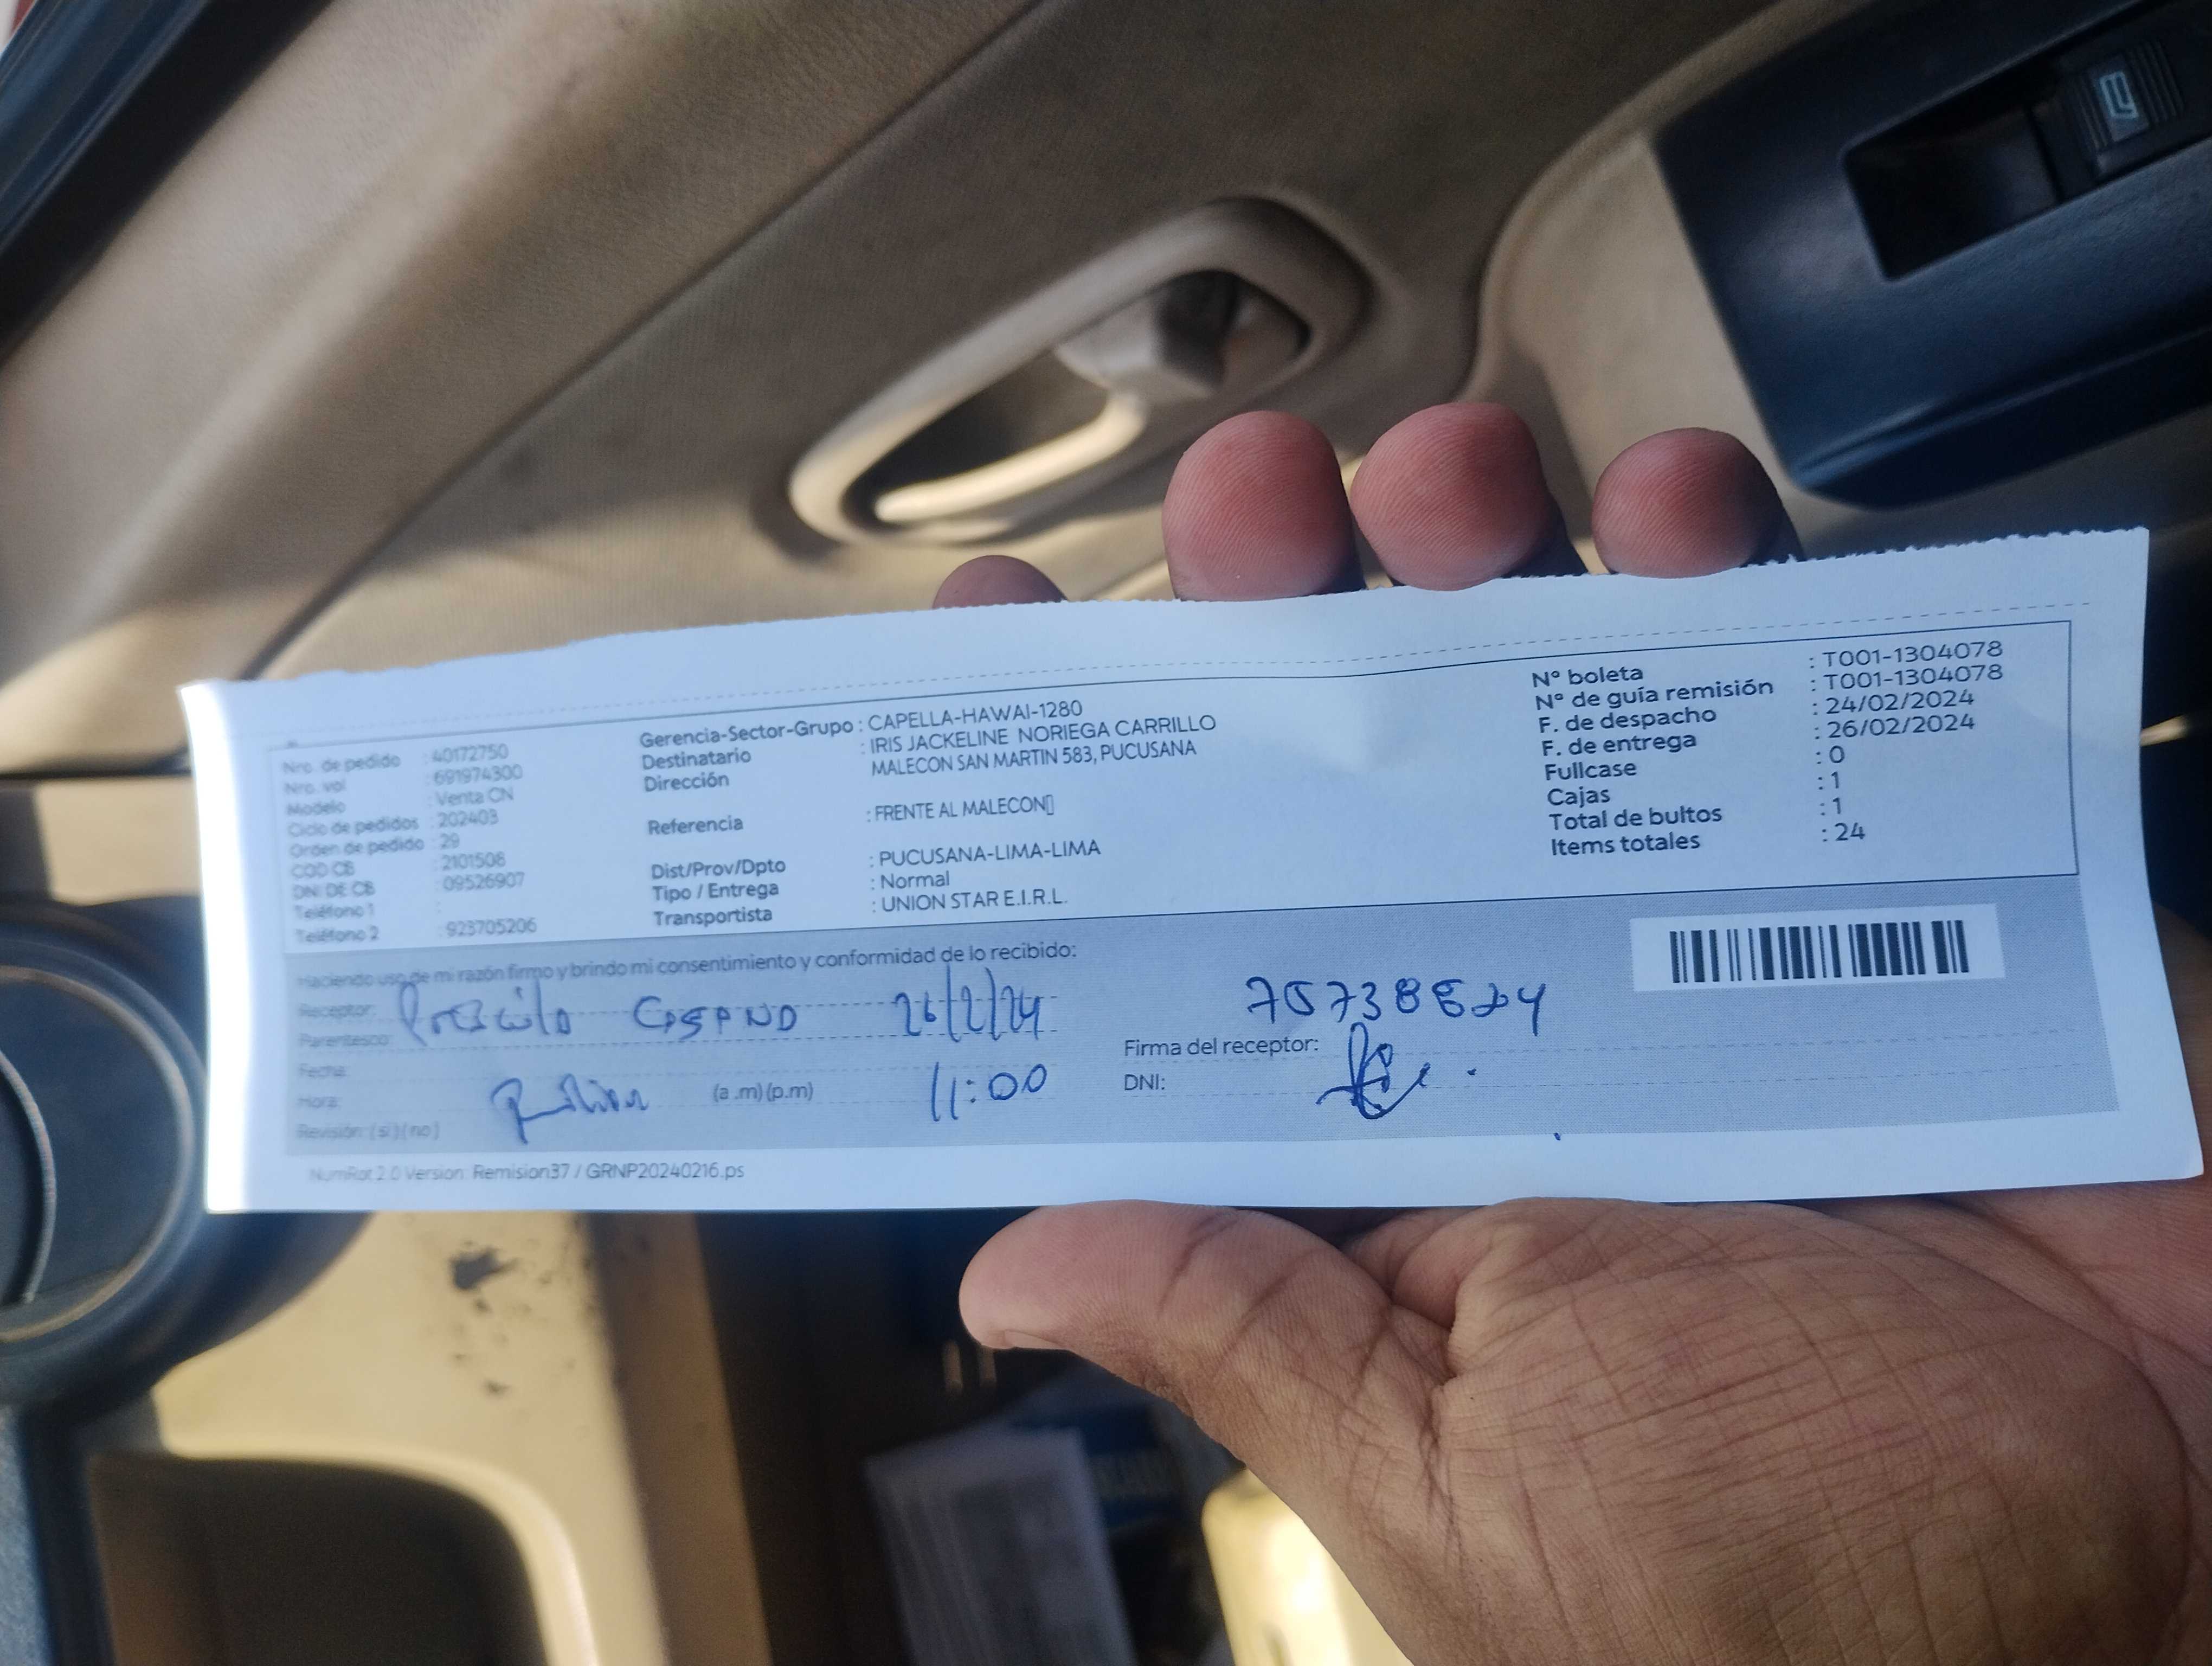 Nro. de pedido : 40172750
Nro. vol : 691974300
Modelo : Venta CN
Ciclo de pedidos : 202403
Orden de pedido : 29
COD CB : 2101508
DNI DE CB : 09526907
Teléfono 1 :
Teléfono 2 : 923705206
Gerencia-Sector-Grupo : CAPELLA-HAWAI-1280
Destinatario : IRIS JACKELINE NORIEGA CARRILLO
Dirección MALECON SAN MARTIN 583, PUCUSANA
Referencia : FRENTE AL MALECON
Dist/Prov/Dpto : PUCUSANA-LIMA-LIMA
Tipo / Entrega : Normal
Transportista : UNION STAR E.I.R.L.
N° boleta : T001-1304078
N° de guía remisión : T001-1304078
F. de despacho : 24/02/2024
F. de entrega : 26/02/2024
Fullcase : 0
Cajas : 1
Total de bultos : 1
Items totales : 24
Haciendo uso de mi razón firmo y brindo mi consentimiento y conformidad de lo recibido:
Receptor: 26/2/24
Parentesco:
Fecha:
Hora: (a.m)(p.m) 11:00
Revisión: (si)(no)
Firma del receptor:
DNI:
NumRot 2.0 Version: Remision37 / GRNP20240216.ps